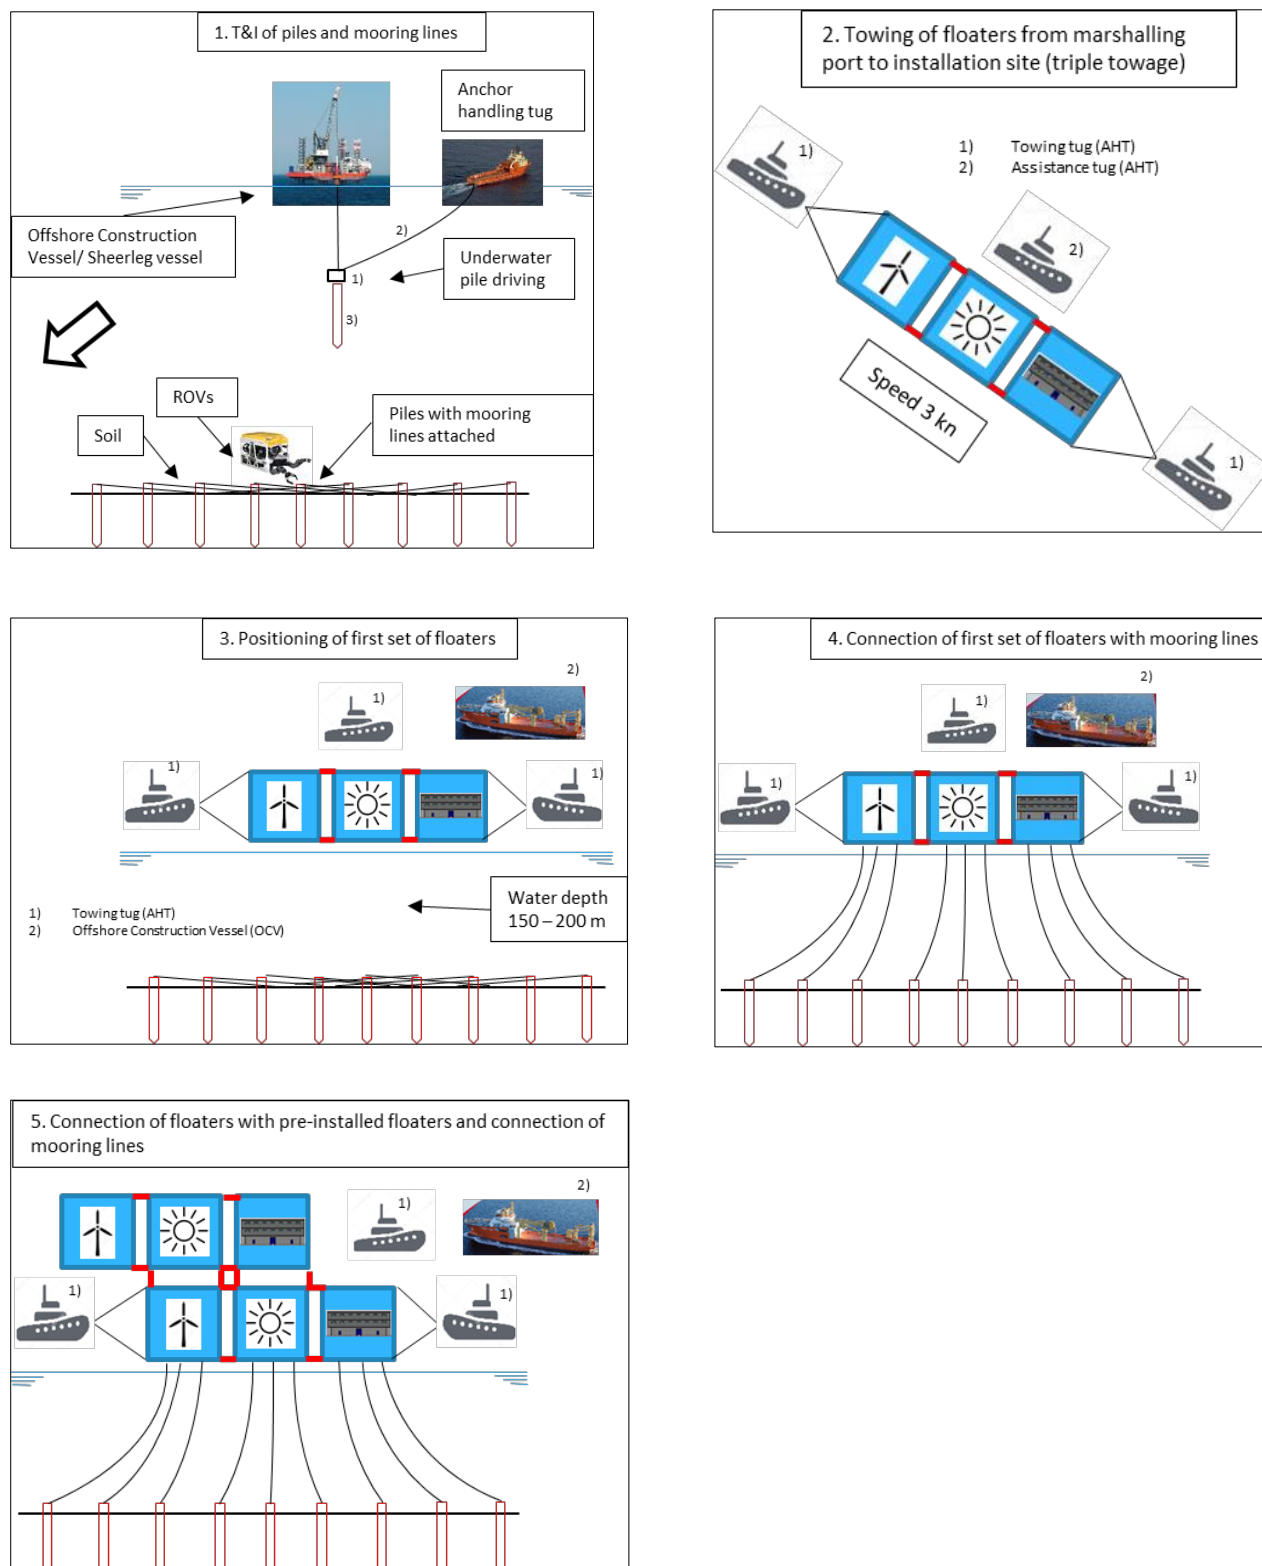 1. T&I of piles and mooring lines
Anchor
handling tug
Offshore Construction
Vessel/ Sheerleg vessel
2)
1)
3)
Underwater
pile driving
ROVs
Soil
Piles with mooring
lines attached
2. Towing of floaters from marshalling
port to installation site (triple towage)
1) Towing tug (AHT)
2) Assistance tug (AHT)
1)
2)
Speed 3 kn
1)
3. Positioning of first set of floaters
2)
1)
1)
1)
Water depth
150 – 200 m
1) Towing tug (AHT)
2) Offshore Construction Vessel (OCV)
4. Connection of first set of floaters with mooring lines
2)
1)
1)
1)
5. Connection of floaters with pre-installed floaters and connection of
mooring lines
2)
1)
1)
1)